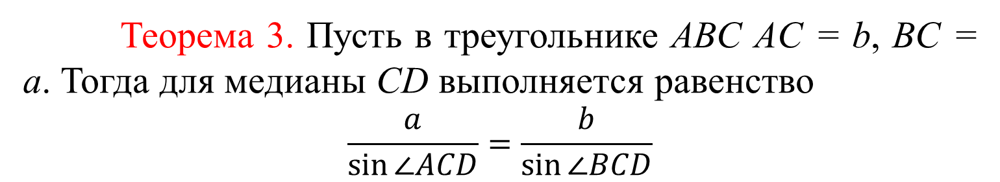 Теорема 3. Пусть в треугольнике ABC AC = b, BC =
a. Тогда для медианы CD выполняется равенство
a / sin ∠ACD = b / sin ∠BCD